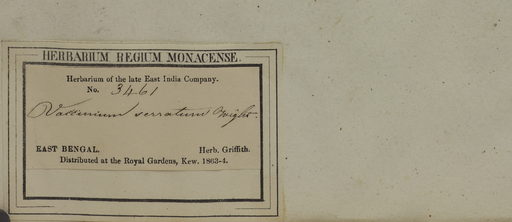 HERBARIUM REGIUM MONACENSE.
Herbarium of the late East India Company.
No. 3461
Vaccinium serratum Wight.
EAST BENGAL. Herb. Griffith.
Distributed at the Royal Gardens, Kew. 1863-4.